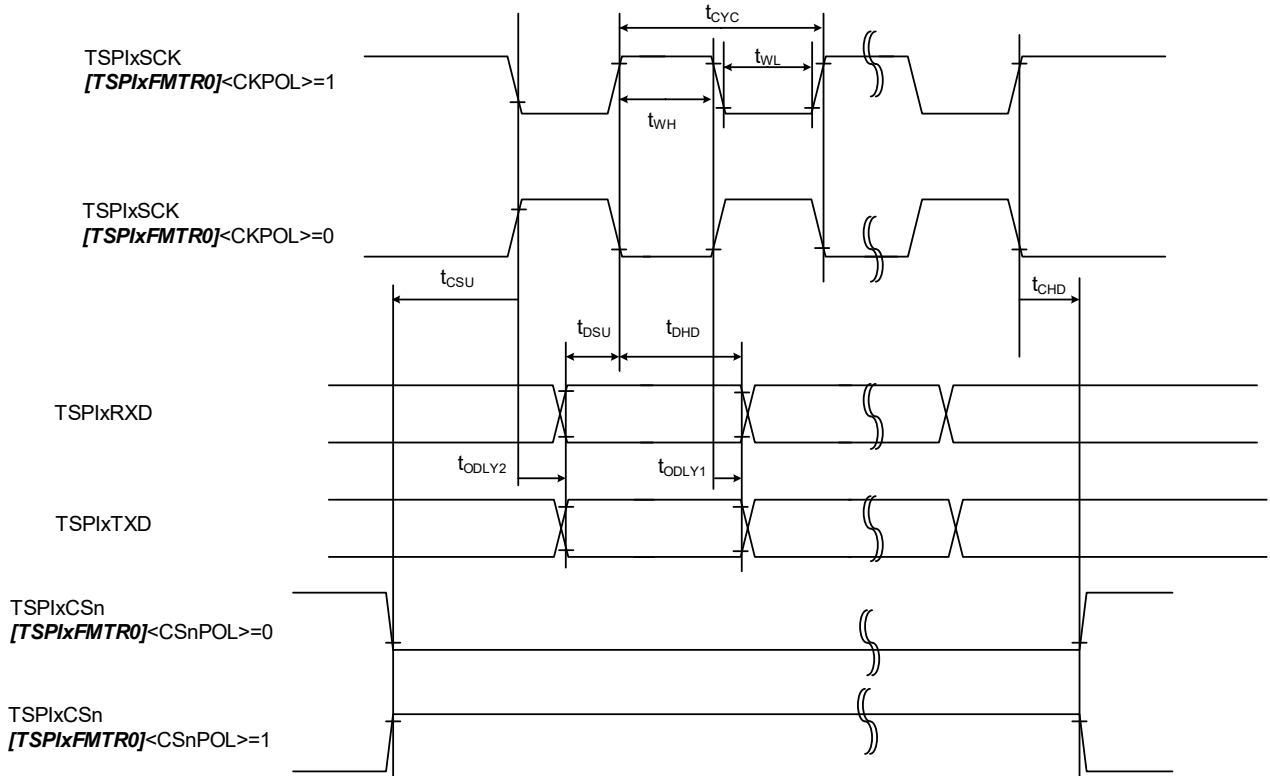 tCYC
TSPIxSCK
[TSPIxFMTR0]<CKPOL>=1
tWL
tWH
TSPIxSCK
[TSPIxFMTR0]<CKPOL>=0
tCSU
tCHD
tDSU
tDHD
TSPIxRXD
tODLY2
tODLY1
TSPIxTXD
TSPIxCSn
[TSPIxFMTR0]<CSnPOL>=0
TSPIxCSn
[TSPIxFMTR0]<CSnPOL>=1